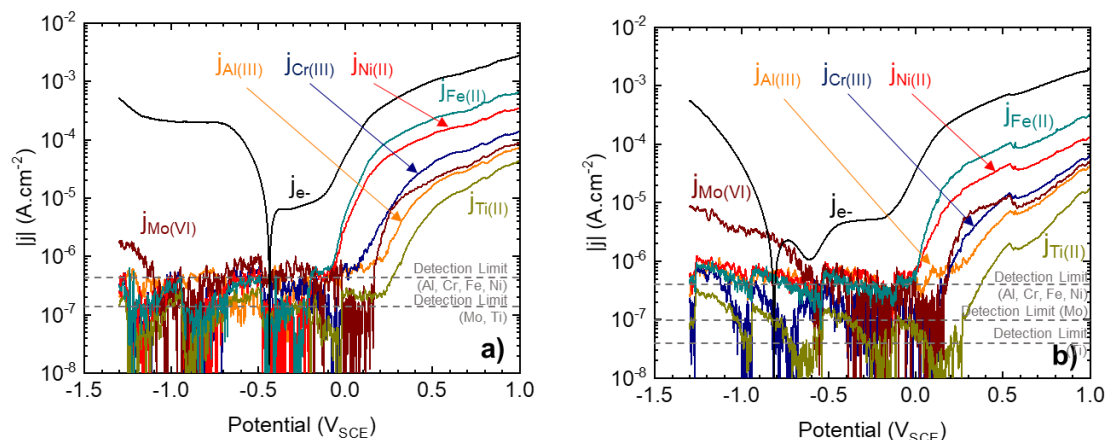 10-2
10-3
10-4
10-5
10-6
10-7
10-8
|j| (A.cm-2)
jAl(III)
jCr(III)
jNi(II)
jFe(II)
je-
jMo(VI)
jTi(II)
Detection Limit
(Al, Cr, Fe, Ni)
Detection Limit
(Mo, Ti)
a)
-1.5 -1.0 -0.5 0.0 0.5 1.0
Potential (VSCE)
10-2
10-3
10-4
10-5
10-6
10-7
10-8
|j| (A.cm-2)
jAl(III)
jCr(III)
jNi(II)
jFe(II)
jMo(VI)
je-
jTi(II)
Detection Limit
(Al, Cr, Fe, Ni)
Detection Limit (Mo)
Detection Limit
(Ti)
b)
-1.5 -1.0 -0.5 0.0 0.5 1.0
Potential (VSCE)